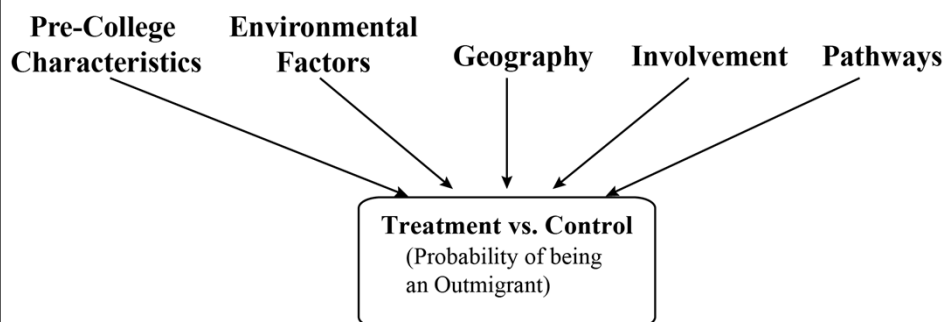 Pre-College
Characteristics
Environmental
Factors
Geography
Involvement
Pathways
Treatment vs. Control
(Probability of being
an Outmigrant)